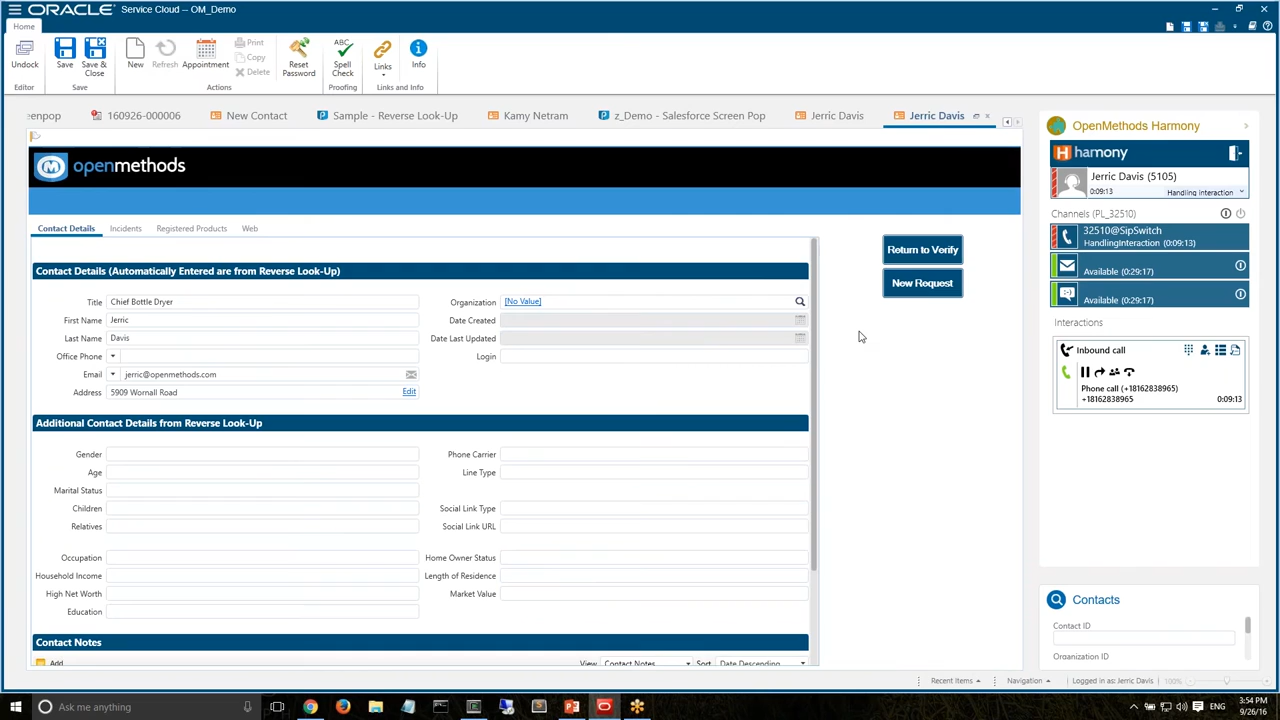 ORACLE Service Cloud – OM_Demo
Home
Undock Save Save & Close New Refresh Appointment Print Copy Delete Reset Password ABC Spell Check Links Info
Editor Save Actions Proofing Links and Info
eenpop 160926-000006 New Contact Sample - Reverse Look-Up Kamy Netram z_Demo - Salesforce Screen Pop Jerric Davis Jerric Davis
openmethods
Contact Details Incidents Registered Products Web
Return to Verify
New Request
Contact Details (Automatically Entered are from Reverse Look-Up)
Title Chief Bottle Dryer Organization [No Value]
First Name Jerric Date Created
Last Name Davis Date Last Updated
Office Phone Login
Email jerric@openmethods.com
Address 5909 Wornall Road Edit
Additional Contact Details from Reverse Look-Up
Gender Phone Carrier
Age Line Type
Marital Status
Children Social Link Type
Relatives Social Link URL
Occupation Home Owner Status
Household Income Length of Residence
High Net Worth Market Value
Education
Contact Notes
Add View Contact Notes Sort Date Descending
OpenMethods Harmony
harmony
Jerric Davis (5105)
0:09:13 Handling interaction
Channels (PL_32510)
32510@SipSwitch
HandlingInteraction (0:09:13)
Available (0:29:17)
Available (0:29:17)
Interactions
Inbound call
Phone call (+18162838965)
+18162838965 0:09:13
Contacts
Contact ID
Organization ID
Recent Items Navigation Logged in as: Jerric Davis 100%
Ask me anything
ENG 3:54 PM
9/26/16